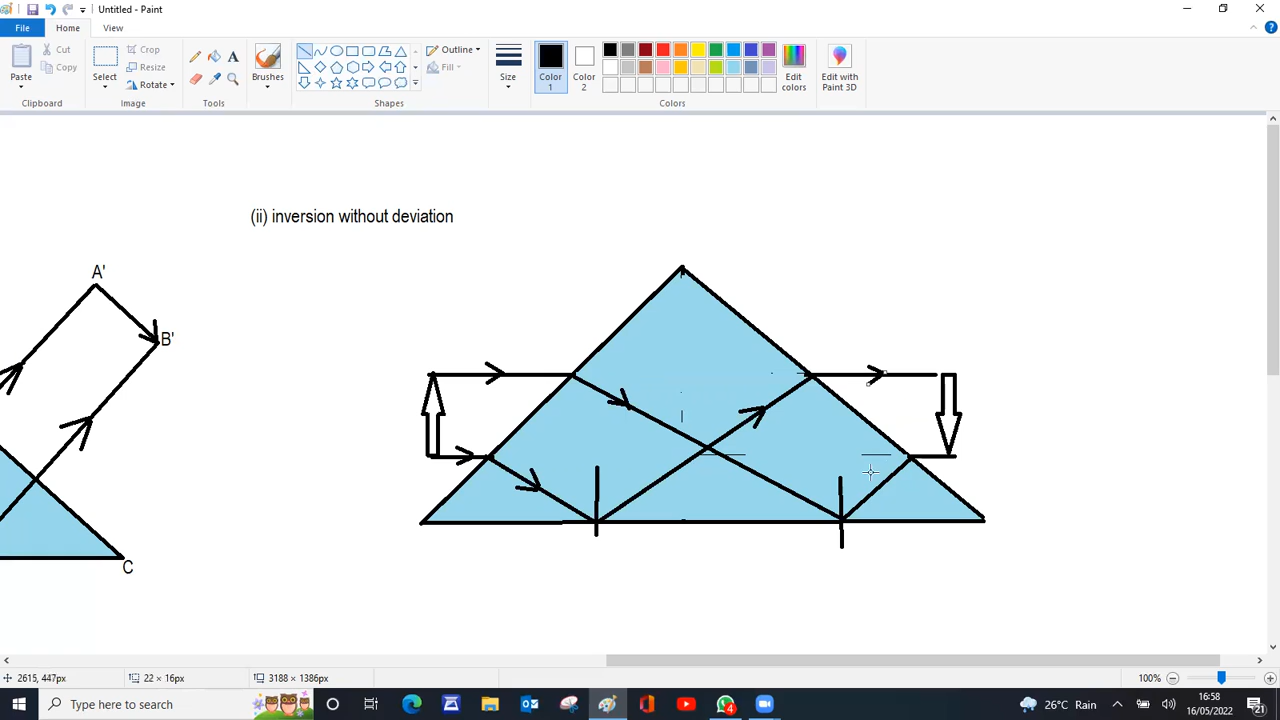 Untitled - Paint
File
Home
View
Paste
Cut
Copy
Clipboard
Select
Crop
Resize
Rotate
Image
A
Tools
Brushes
Outline
Fill
Shapes
Size
Color 1
Color 2
Edit colors
Colors
Edit with Paint 3D
(ii) inversion without deviation
A'
B'
C
2615, 447px
22 × 16px
3188 × 1386px
100%
Type here to search
4
26°C Rain
16:58
16/05/2022
21